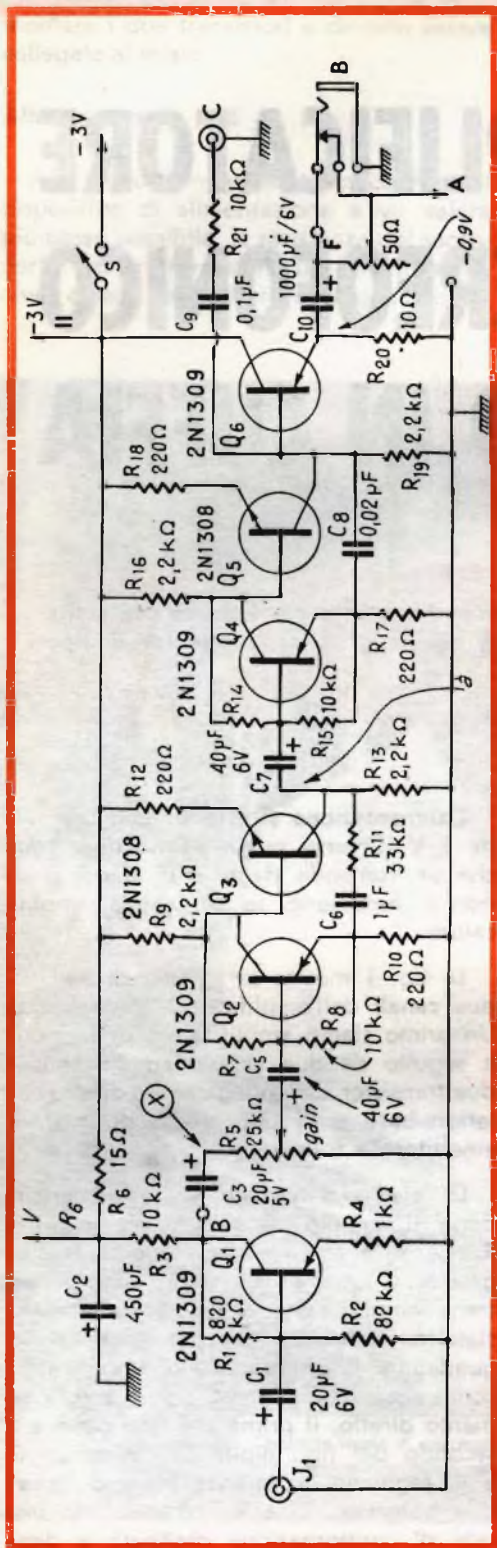 J1
C1
20µF
6V
R1
820
kΩ
R2
82kΩ
2N1309
Q1
R3
10kΩ
R4
1kΩ
C2
450µF
V
R6
R6
15Ω
X
B
C3
20µF
5V
R5
25kΩ
gain
C5
40µF
6V
R7
R8
10kΩ
2N1309
Q2
R9
2,2kΩ
R10
220Ω
2N1308
Q3
R12
220Ω
C6
1µF
R11
33kΩ
R13
2,2kΩ
C7
40µF
6V
R14
R15
10kΩ
2N1309
Q4
R16
2,2kΩ
R17
220Ω
2N1308
Q5
R18
220Ω
C8
0,02µF
R19
2,2kΩ
2N1309
Q6
-3V
S
-3V
C9
0,1µF
R21
10kΩ
C
C10
1000µF/6V
F
50Ω
R20
10Ω
-0,9V
A
B